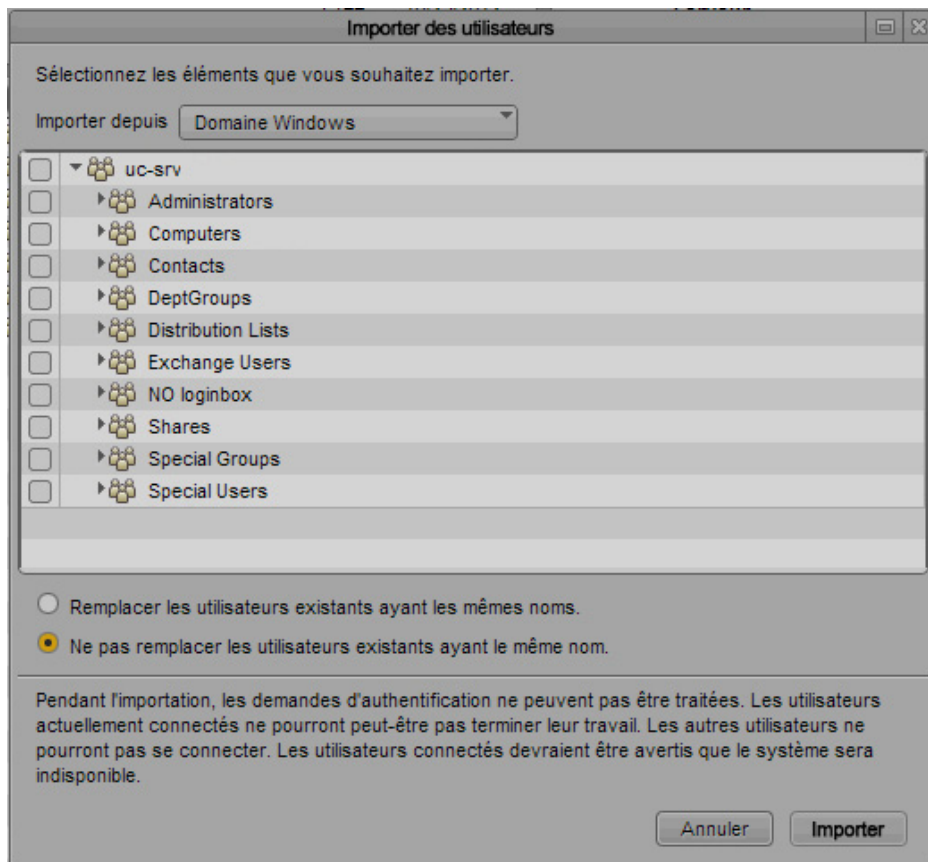 Importer des utilisateurs
Sélectionnez les éléments que vous souhaitez importer.
Importer depuis Domaine Windows
uc-srv
Administrators
Computers
Contacts
DeptGroups
Distribution Lists
Exchange Users
NO loginbox
Shares
Special Groups
Special Users
Remplacer les utilisateurs existants ayant les mêmes noms.
Ne pas remplacer les utilisateurs existants ayant le même nom.
Pendant l'importation, les demandes d'authentification ne peuvent pas être traitées. Les utilisateurs
actuellement connectés ne pourront peut-être pas terminer leur travail. Les autres utilisateurs ne
pourront pas se connecter. Les utilisateurs connectés devraient être avertis que le système sera
indisponible.
Annuler Importer